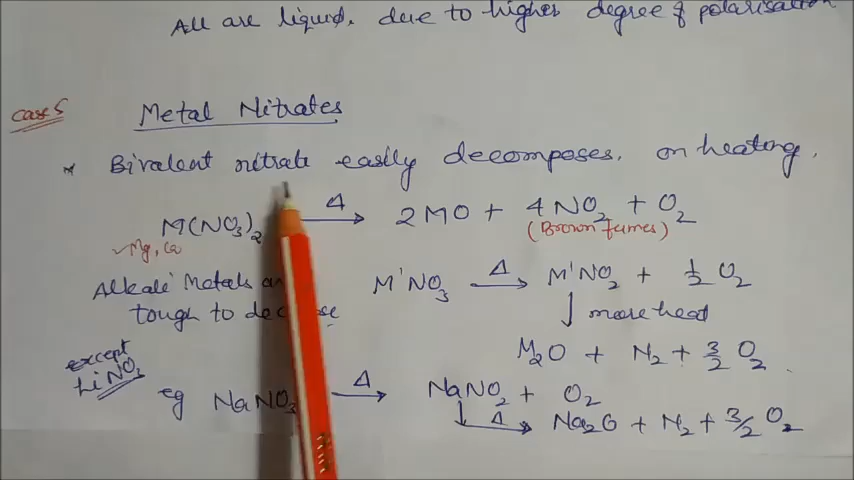 All are liquid, due to higher degree of polarisation
Case 5
Metal Nitrates
* Bivalent nitrate easily decomposes. on heating.
M(NO3)2 Δ→ 2MO + 4NO2 + O2
Mg, Ca
(Brown fumes)
Alkali Metals
M'NO3 Δ→ M'NO2 + 1/2 O2
tough to
↓ more heat
except
LiNO3
M2O + N2 + 3/2 O2
eg NaNO3 Δ→ NaNO2 + O2
↓ Δ→ Na2O + N2 + 3/2 O2